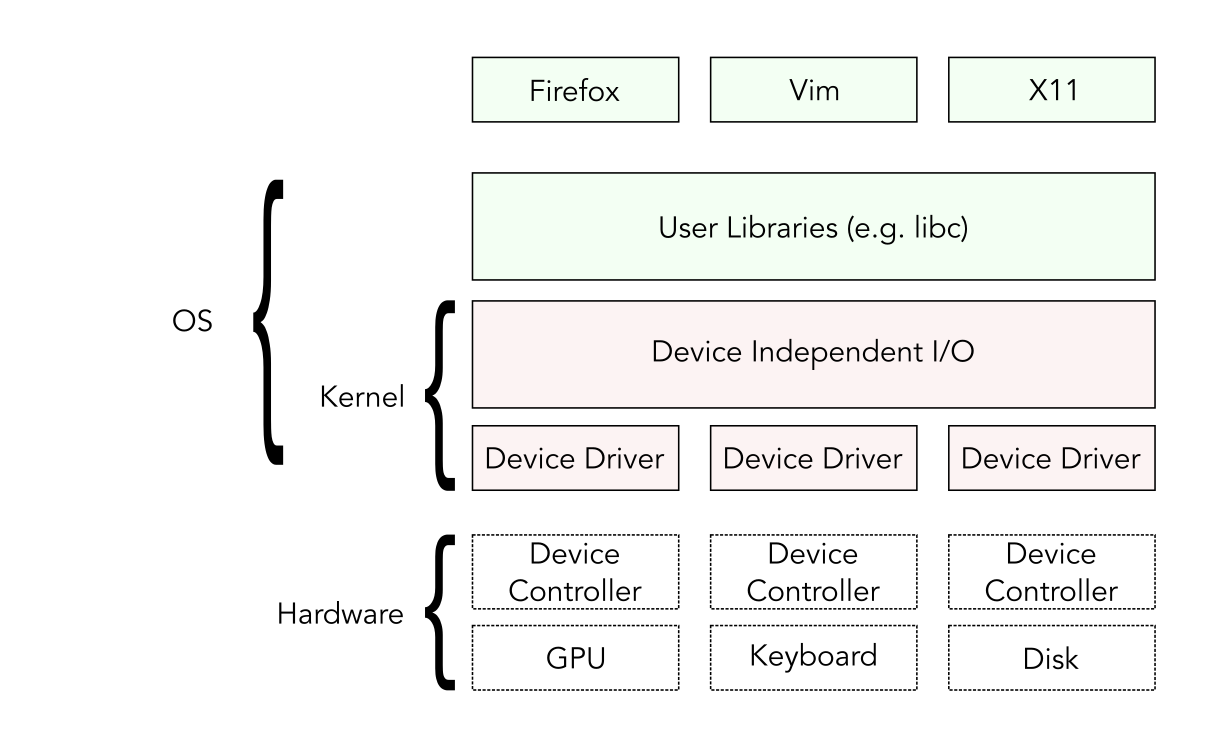 Firefox
Vim
X11
User Libraries (e.g. libc)
OS
Device Independent I/O
Kernel
Device Driver
Device Driver
Device Driver
Hardware
Device
Controller
Device
Controller
Device
Controller
GPU
Keyboard
Disk